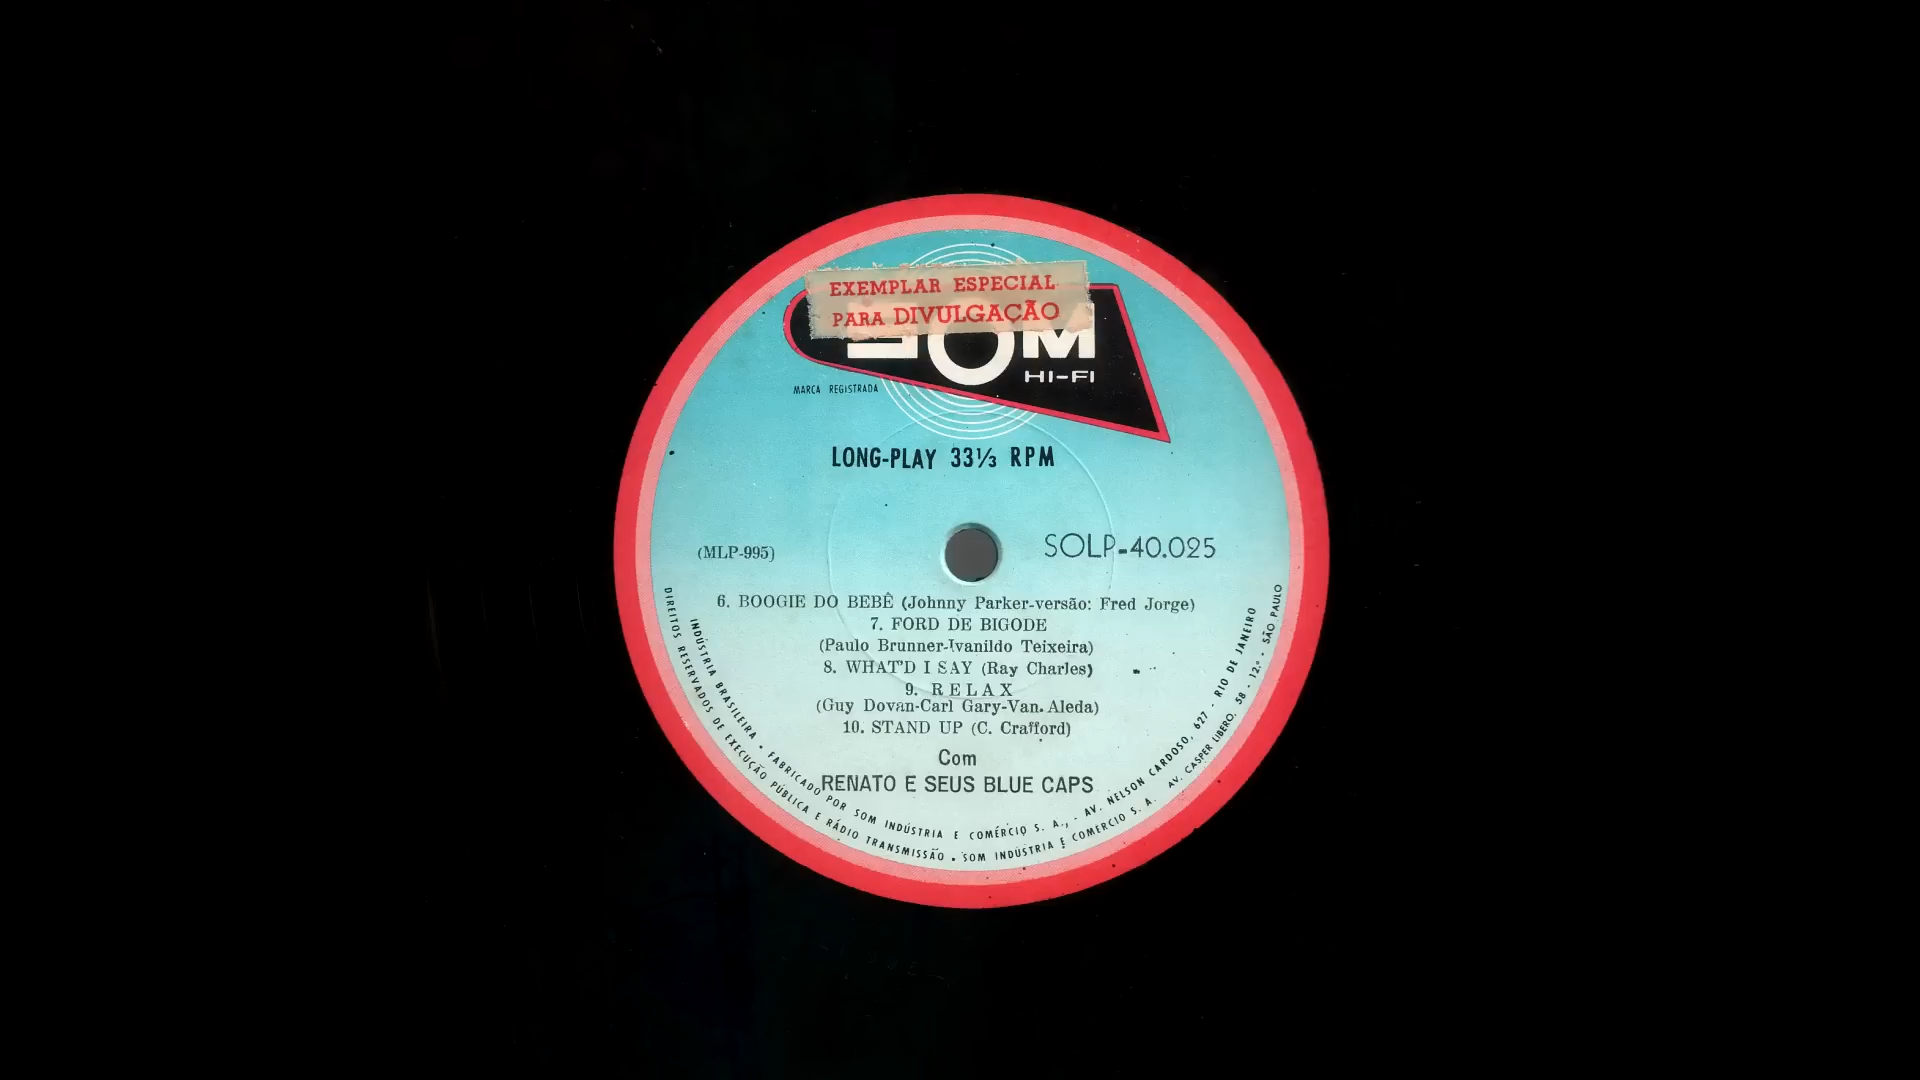 EXEMPLAR ESPECIAL
PARA DIVULGAÇÃO
SOM
HI-FI
MARCA REGISTRADA
LONG-PLAY 33⅓ RPM
(MLP-995)
SOLP-40.025
6. BOOGIE DO BEBÊ (Johnny Parker-versão: Fred Jorge)
7. FORD DE BIGODE
(Paulo Brunner-Ivanildo Teixeira)
8. WHAT'D I SAY (Ray Charles)
9. RELAX
(Guy Dovan-Carl Gary-Van. Aleda)
10. STAND UP (C. Crafford)
Com
RENATO E SEUS BLUE CAPS
INDÚSTRIA BRASILEIRA • FABRICADO POR SOM INDÚSTRIA E COMÉRCIO S. A., - AV. NELSON CARDOSO, 627 - RIO DE JANEIRO
DIREITOS RESERVADOS DE EXECUÇÃO PÚBLICA E RÁDIO TRANSMISSÃO • SOM INDÚSTRIA E COMERCIO S. A. AV. CASPER LIBERO, 58 - 12.º - SÃO PAULO